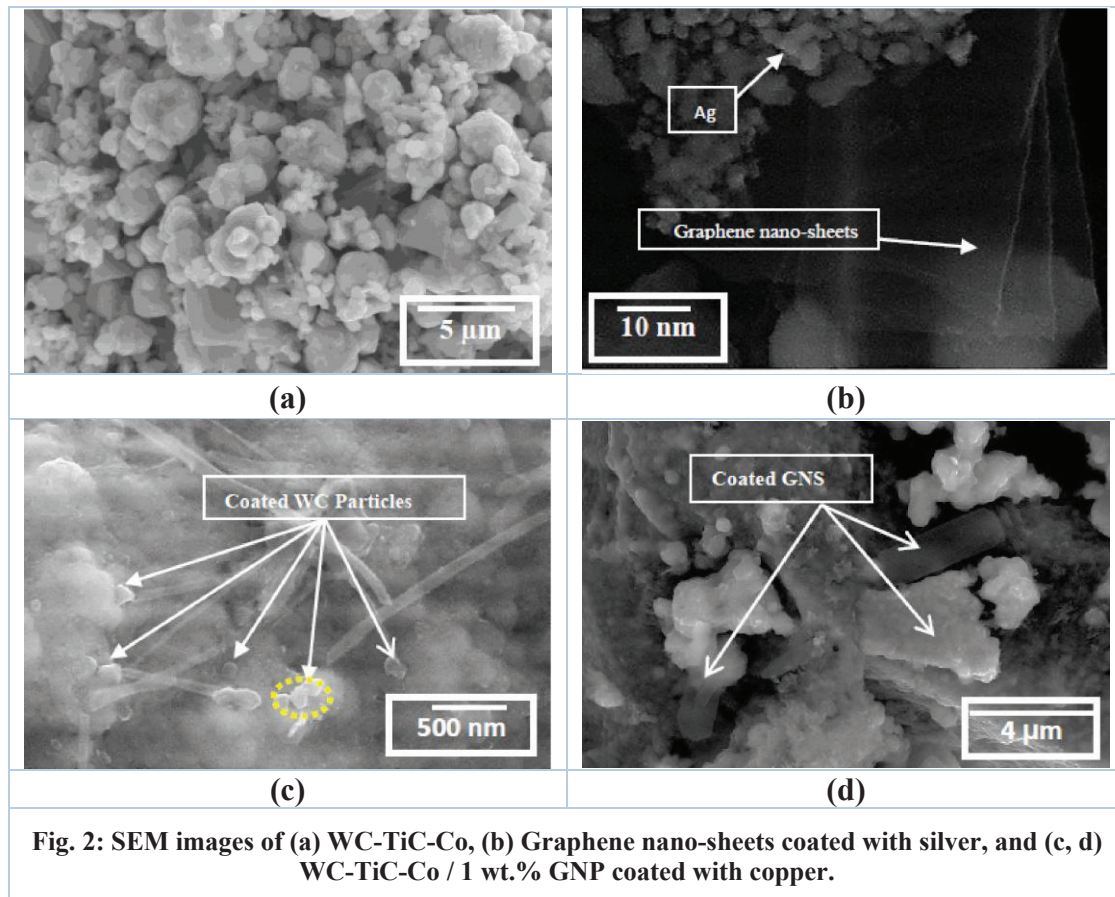 5 µm
(a)
Ag
Graphene nano-sheets
10 nm
(b)
Coated WC Particles
500 nm
(c)
Coated GNS
4 µm
(d)
Fig. 2: SEM images of (a) WC-TiC-Co, (b) Graphene nano-sheets coated with silver, and (c, d)
WC-TiC-Co / 1 wt.% GNP coated with copper.